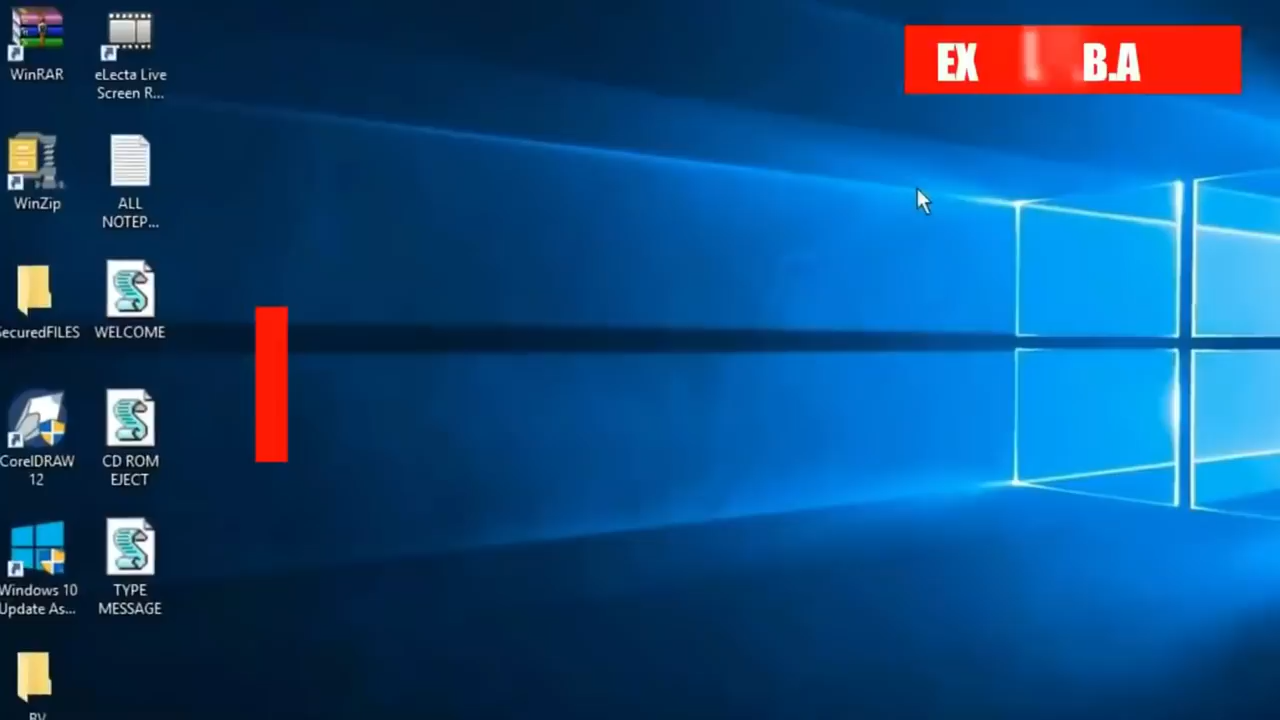 WinRAR
eLecta Live
Screen R...
WinZip
ALL
NOTEP...
SecuredFILES
WELCOME
CorelDRAW
12
CD ROM
EJECT
Windows 10
Update As...
TYPE
MESSAGE
EX
B.A